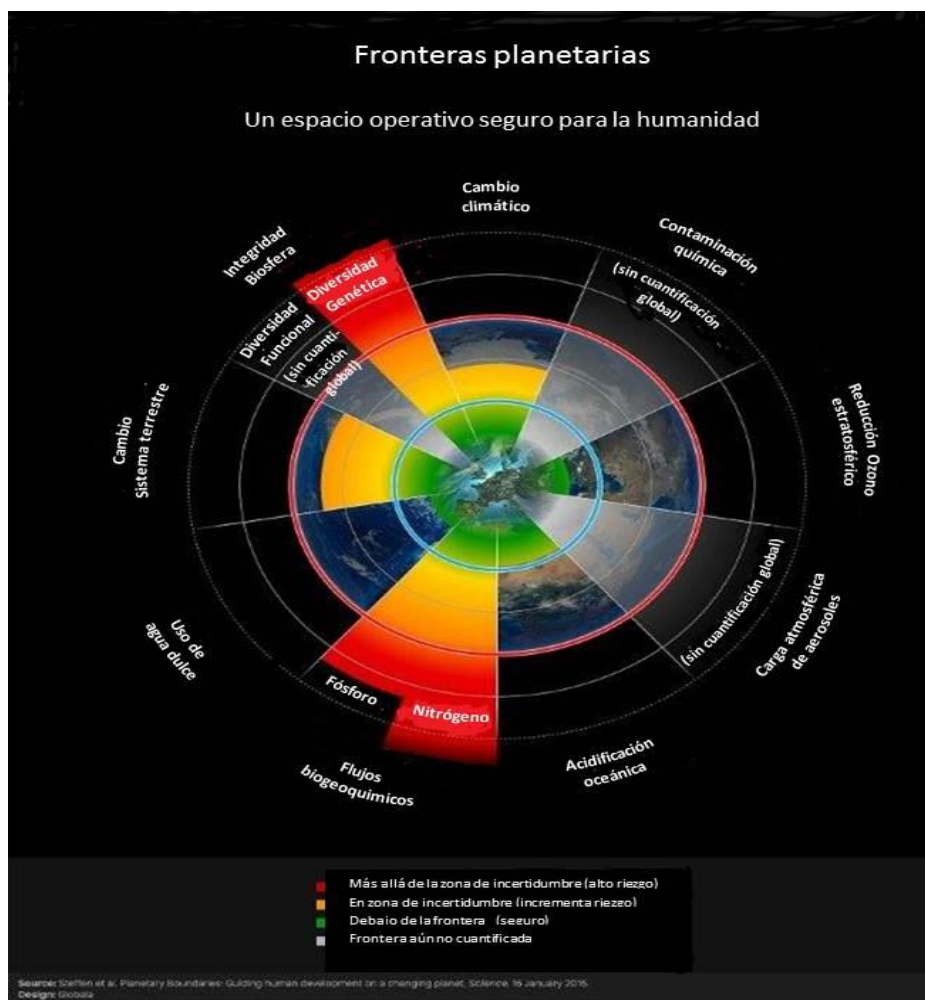 Fronteras planetarias
Un espacio operativo seguro para la humanidad
Cambio
climático
Contaminación
química
(sin cuantificación
global)
Reducción Ozono
estratosférico
Carga atmosférica
de aerosoles
(sin cuantificación global)
Acidificación
oceánica
Flujos
biogeoquimicos
Nitrógeno
Fósforo
Uso de
agua dulce
Cambio
Sistema terrestre
Integridad
Biosfera
Diversidad
Funcional
(sin cuanti-
ficación
global)
Diversidad
Genética
Más allá de la zona de incertidumbre (alto riezgo)
En zona de incertidumbre (incrementa riezgo)
Debajo de la frontera (seguro)
Frontera aún no cuantificada
Source: Steffen et al. Planetary Boundaries: Guiding human development on a changing planet, Science, 16 January 2015.
Design: Globaïa